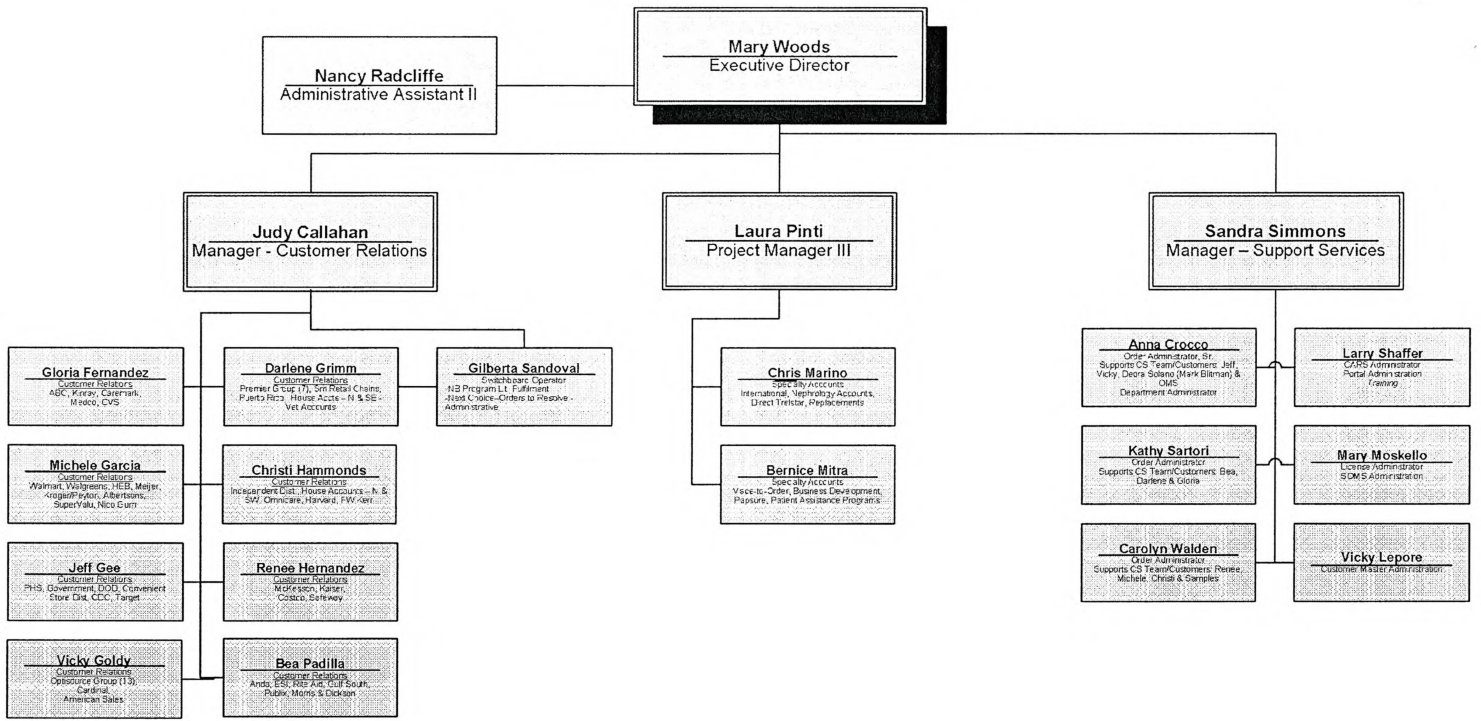 Mary Woods
Executive Director
Nancy Radcliffe
Administrative Assistant II
Judy Callahan
Manager - Customer Relations
Laura Pinti
Project Manager III
Sandra Simmons
Manager – Support Services
Gloria Fernandez
Customer Relations
ABC, Kinray, Caremark,
Medco, CVS
Darlene Grimm
Customer Relations
Premier Group (7), Sm Retail Chains,
Puerto Rico, House Accts – N & SE -
Vet Accounts
Gilberta Sandoval
Switchboard Operator
-NB Program Lit. Fulfilment
-Next Choice–Orders to Resolve -
Administrative
Michele Garcia
Customer Relations
Walmart, Walgreens, HEB, Meijer,
Kroger/Peyton, Albertsons,
SuperValu, Nico Gum
Christi Hammonds
Customer Relations
Independent Dist., House Accounts – N &
SW, Omnicare, Harvard, FW Kerr
Jeff Gee
Customer Relations
PHS, Government, DOD, Convenient
Store Dist, CDC, Target
Renee Hernandez
Customer Relations
McKesson, Kaiser,
Costco, Safeway
Vicky Goldy
Customer Relations
Optisource Group (13),
Cardinal,
American Sales
Bea Padilla
Customer Relations
Anda, ESI, Rite Aid, Gulf South,
Publix, Morris & Dickson
Chris Marino
Specialty Accounts
International, Nephrology Accounts,
Direct Trelstar, Replacements
Bernice Mitra
Specialty Accounts
Made-to-Order, Business Development,
Papsure, Patient Assistance Programs
Anna Crocco
Order Administrator, Sr.
Supports CS Team/Customers: Jeff,
Vicky, Debra Solano (Mark Blitman) &
OMS
Department Administrator
Larry Shaffer
CARS Administrator
Portal Administration
Training
Kathy Sartori
Order Administrator
Supports CS Team/Customers: Bea,
Darlene & Gloria
Mary Moskello
License Administrator
SOMS Administration
Carolyn Walden
Order Administrator
Supports CS Team/Customers: Renee,
Michele, Christi & Samples
Vicky Lepore
Customer Master Administration